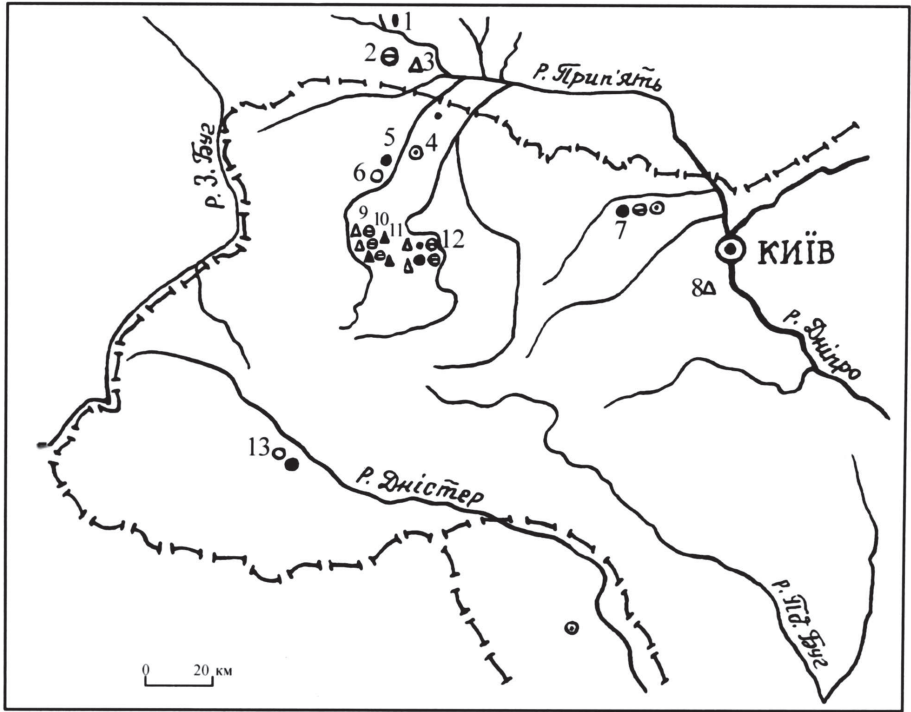 1
2
3
р. Прип'ять
р. З. Буг
5
4
6
9
10
11
12
7
КИЇВ
8
р. Дніпро
13
р. Дністер
р. Пд. Буг
0 20 км